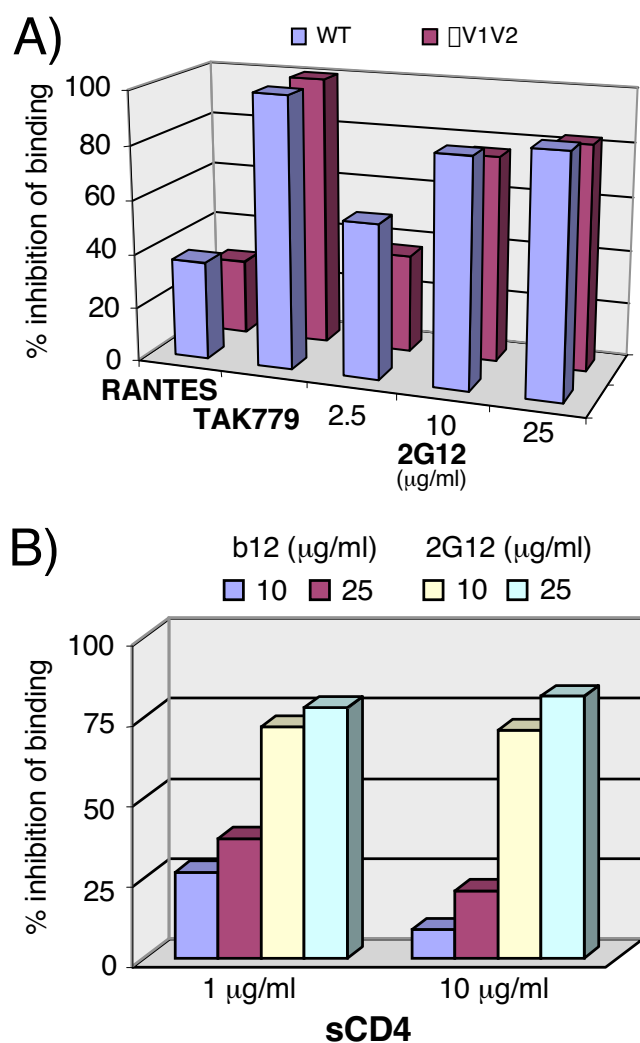 A)
WT ▯V1V2
% inhibition of binding
100
80
60
40
20
0
RANTES
TAK779
2.5
10
25
2G12
(μg/ml)
B)
b12 (μg/ml) 2G12 (μg/ml)
10 25 10 25
% inhibition of binding
100
75
50
25
0
1 μg/ml 10 μg/ml
sCD4